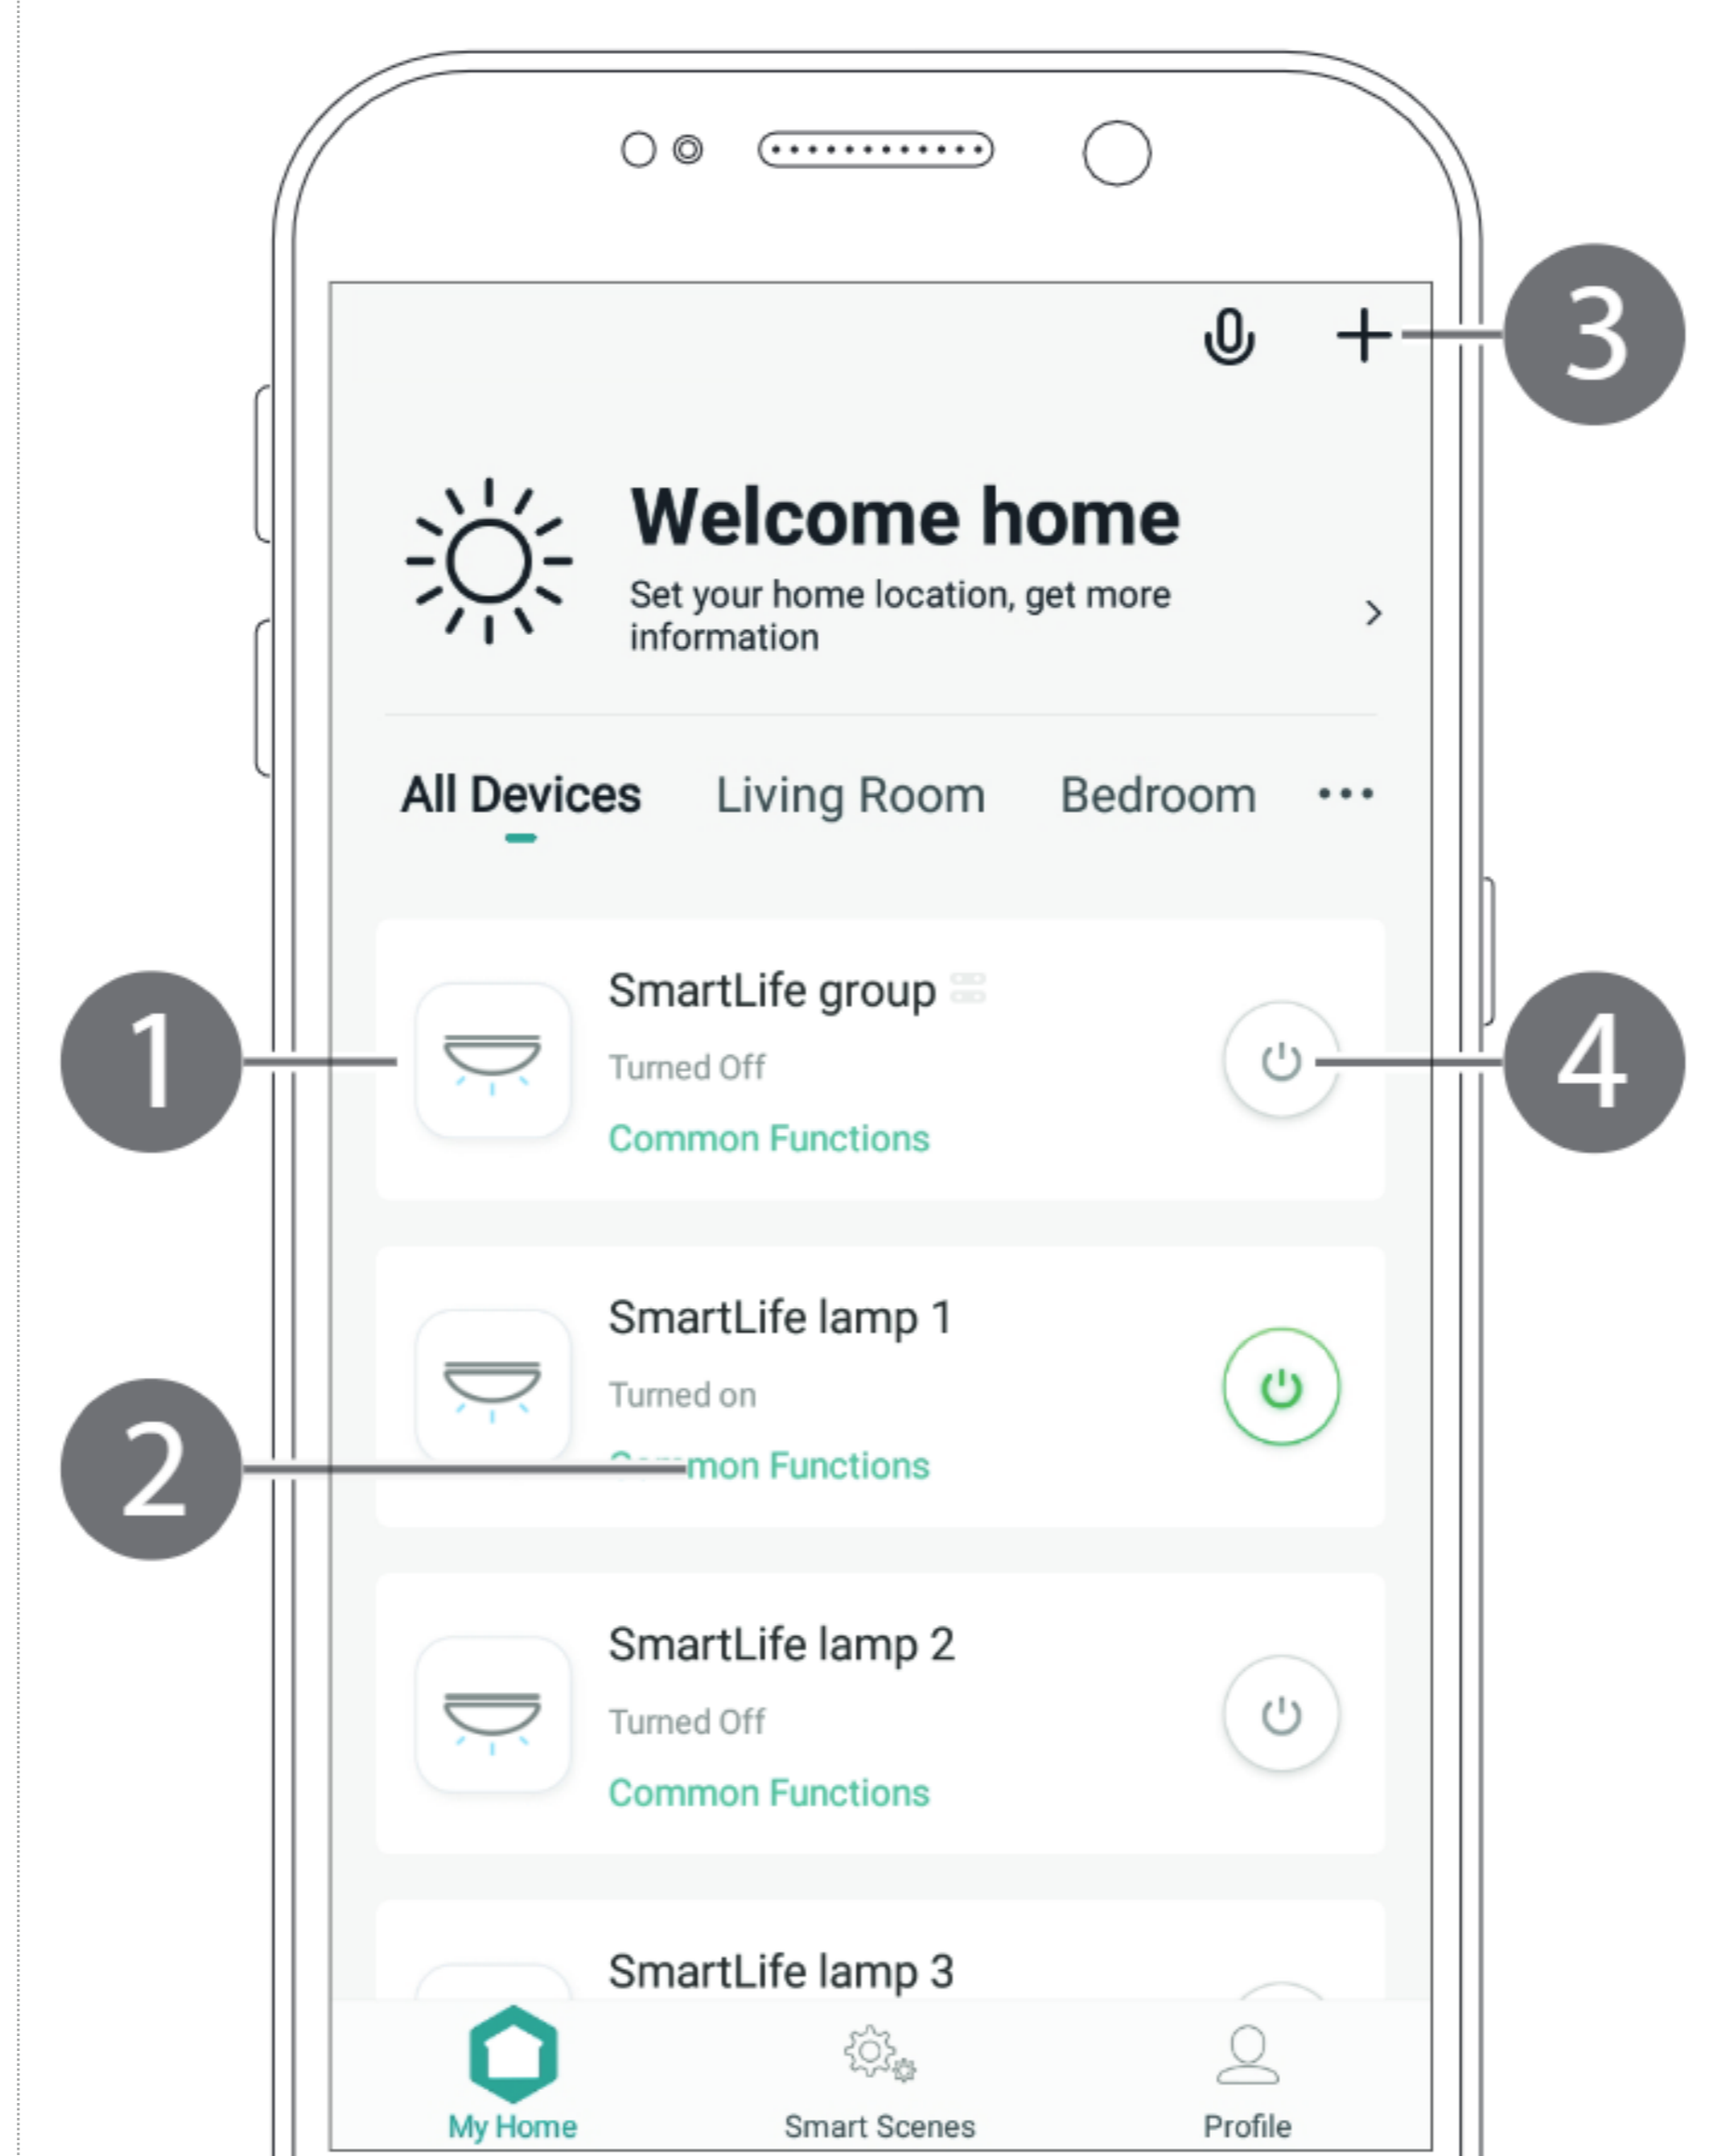 3
Welcome home
Set your home location, get more
information
All Devices Living Room Bedroom
SmartLife group
1 Turned Off 4
Common Functions
SmartLife lamp 1
Turned on
2 Common Functions
SmartLife lamp 2
Turned Off
Common Functions
SmartLife lamp 3
My Home Smart Scenes Profile